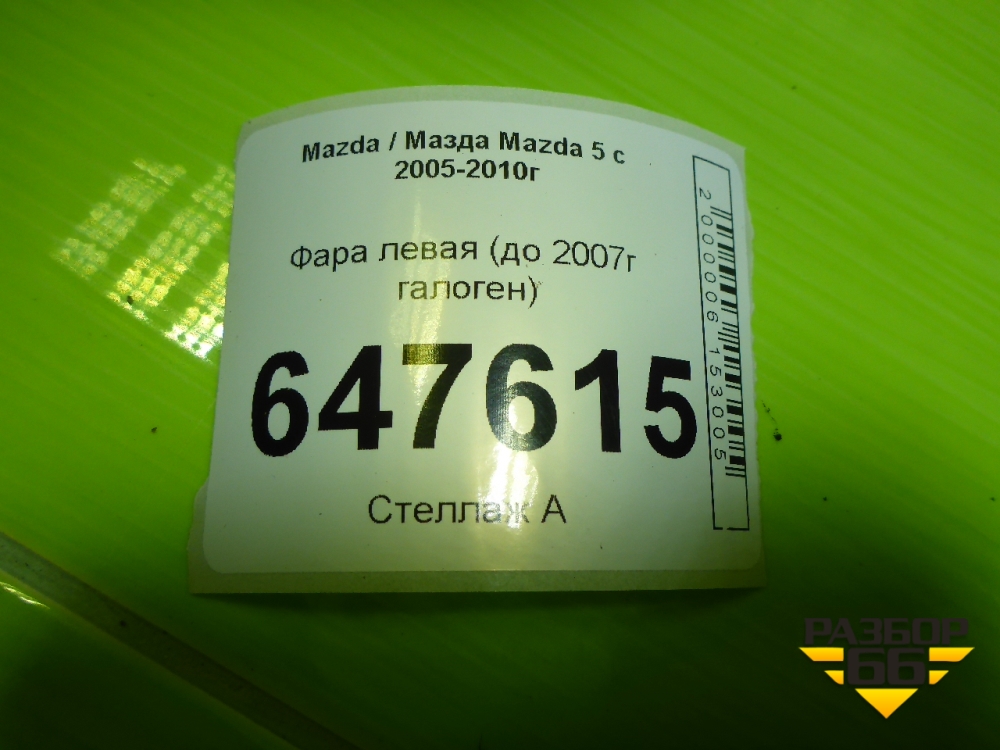 Mazda / Мазда Mazda 5 с
2005-2010г
Фара левая (до 2007г
галоген)
647615
Стеллаж А
2000006153005
РАЗБОР
66